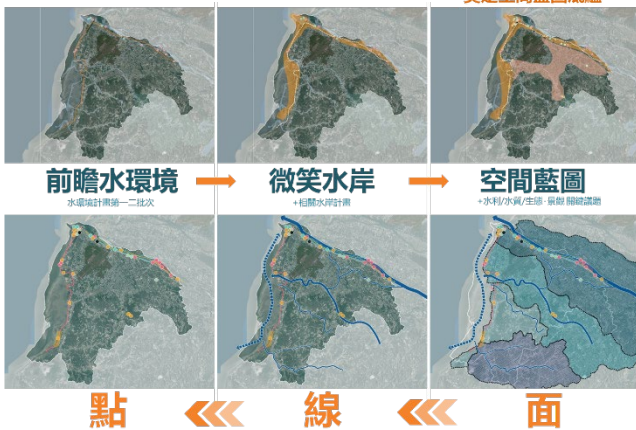 前瞻水環境
水環境計畫第一二批次
微笑水岸
+相關水岸計畫
空間藍圖
+水利/水質/生態、景觀 關鍵議題
點
線
面